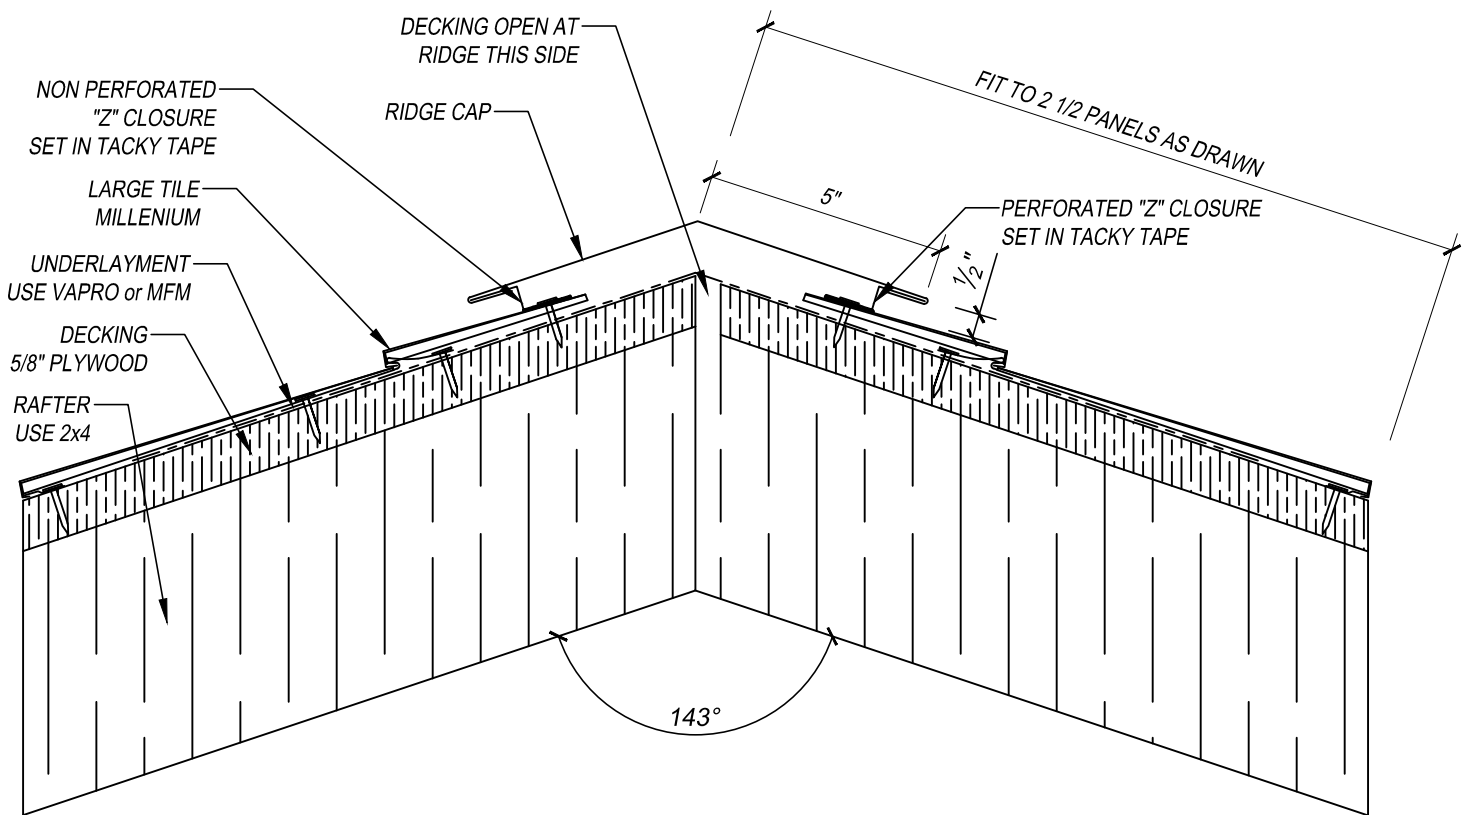 DECKING OPEN AT
RIDGE THIS SIDE
FIT TO 2 1/2 PANELS AS DRAWN
NON PERFORATED
"Z" CLOSURE
SET IN TACKY TAPE
RIDGE CAP
5"
LARGE TILE
MILLENIUM
PERFORATED "Z" CLOSURE
SET IN TACKY TAPE
1/2"
UNDERLAYMENT
USE VAPRO or MFM
DECKING
5/8" PLYWOOD
RAFTER
USE 2x4
143°